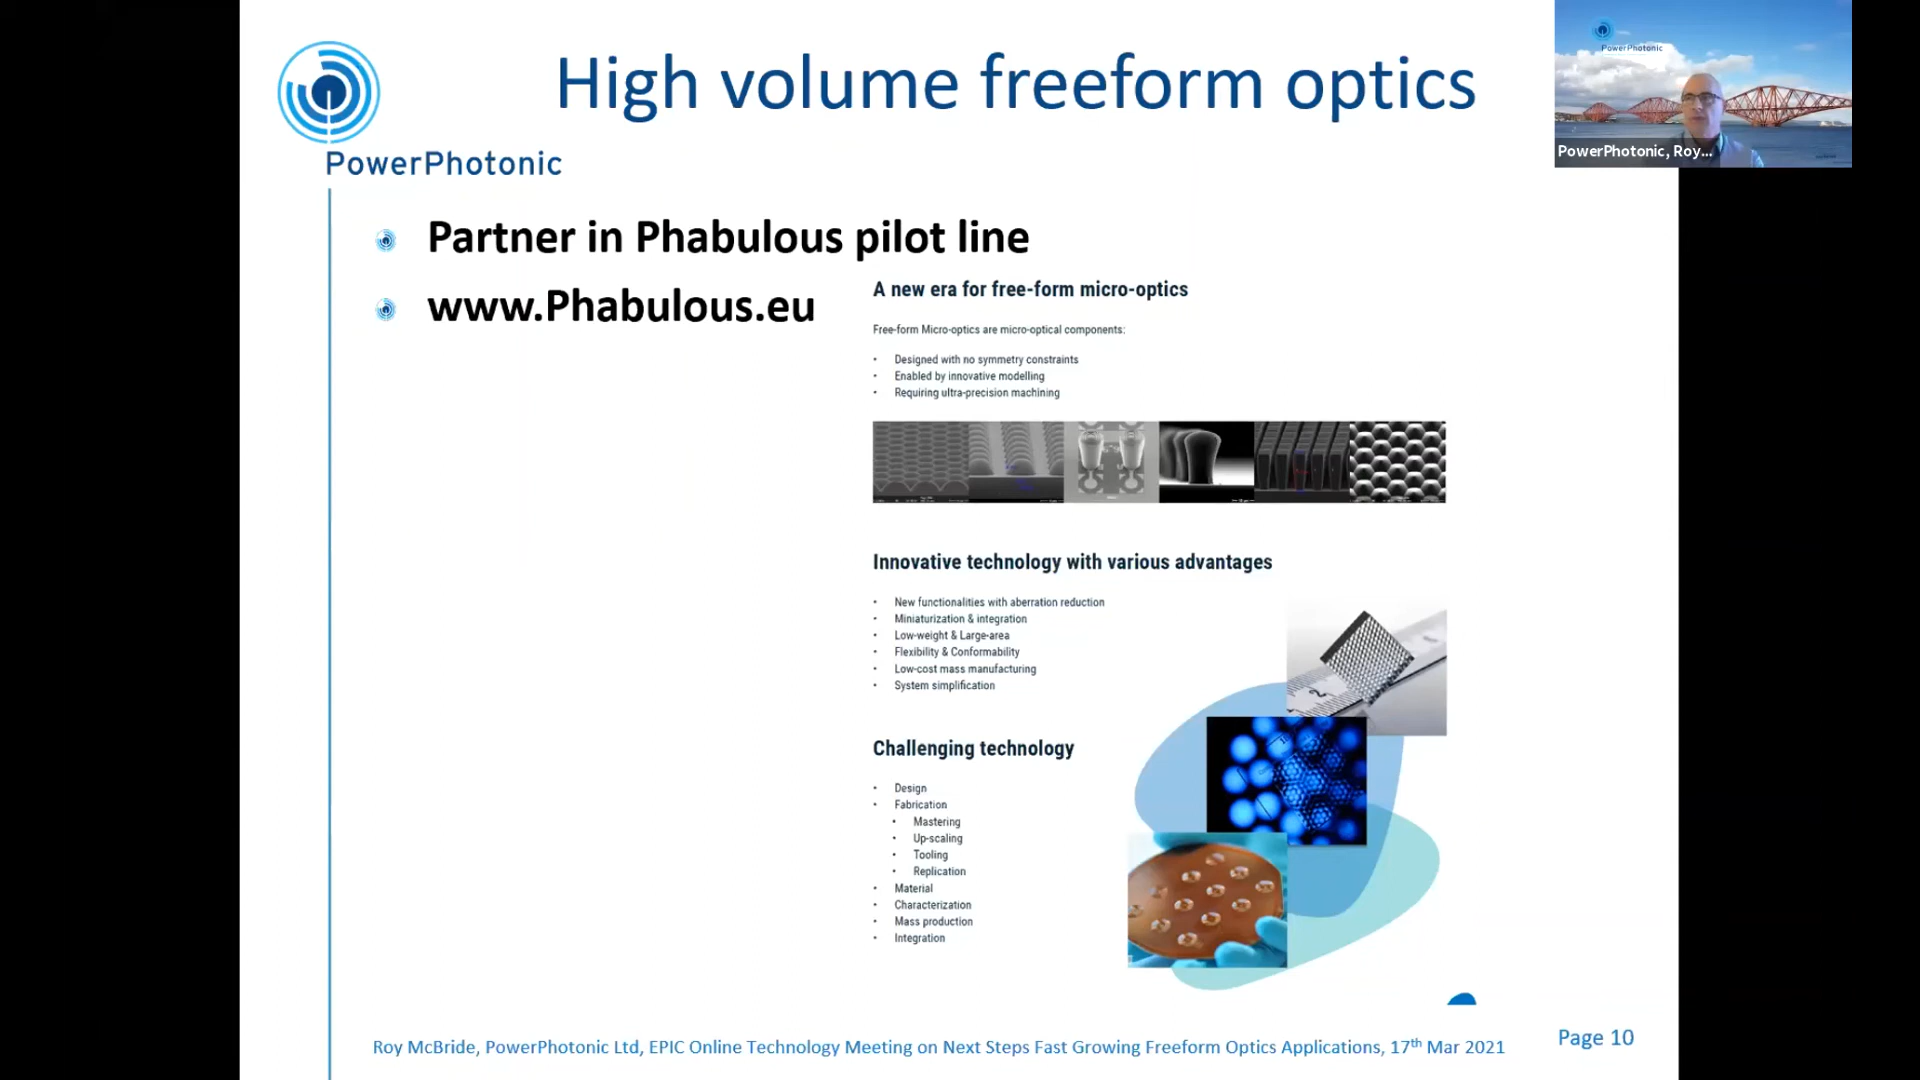 High volume freeform optics
PowerPhotonic
PowerPhotonic
PowerPhotonic, Roy...
Partner in Phabulous pilot line
www.Phabulous.eu
A new era for free-form micro-optics
Free-form Micro-optics are micro-optical components:
• Designed with no symmetry constraints
• Enabled by innovative modelling
• Requiring ultra-precision machining
Innovative technology with various advantages
• New functionalities with aberration reduction
• Miniaturization & integration
• Low-weight & Large-area
• Flexibility & Conformability
• Low-cost mass manufacturing
• System simplification
2
Challenging technology
• Design
• Fabrication
• Mastering
• Up-scaling
• Tooling
• Replication
• Material
• Characterization
• Mass production
• Integration
Roy McBride, PowerPhotonic Ltd, EPIC Online Technology Meeting on Next Steps Fast Growing Freeform Optics Applications, 17th Mar 2021
Page 10